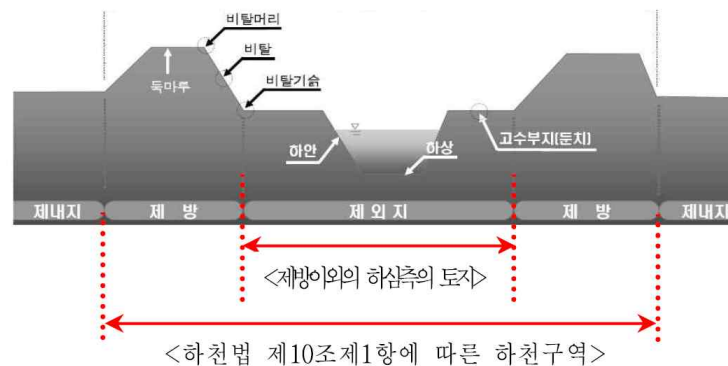 비탈머리
비탈
둑마루
비탈기슭
하안
하상
고수부지(둔치)
제내지 제 방 제 외 지 제 방 제내지
<제방이외의 하심측의 토지>
<하천법 제10조제1항에 따른 하천구역>